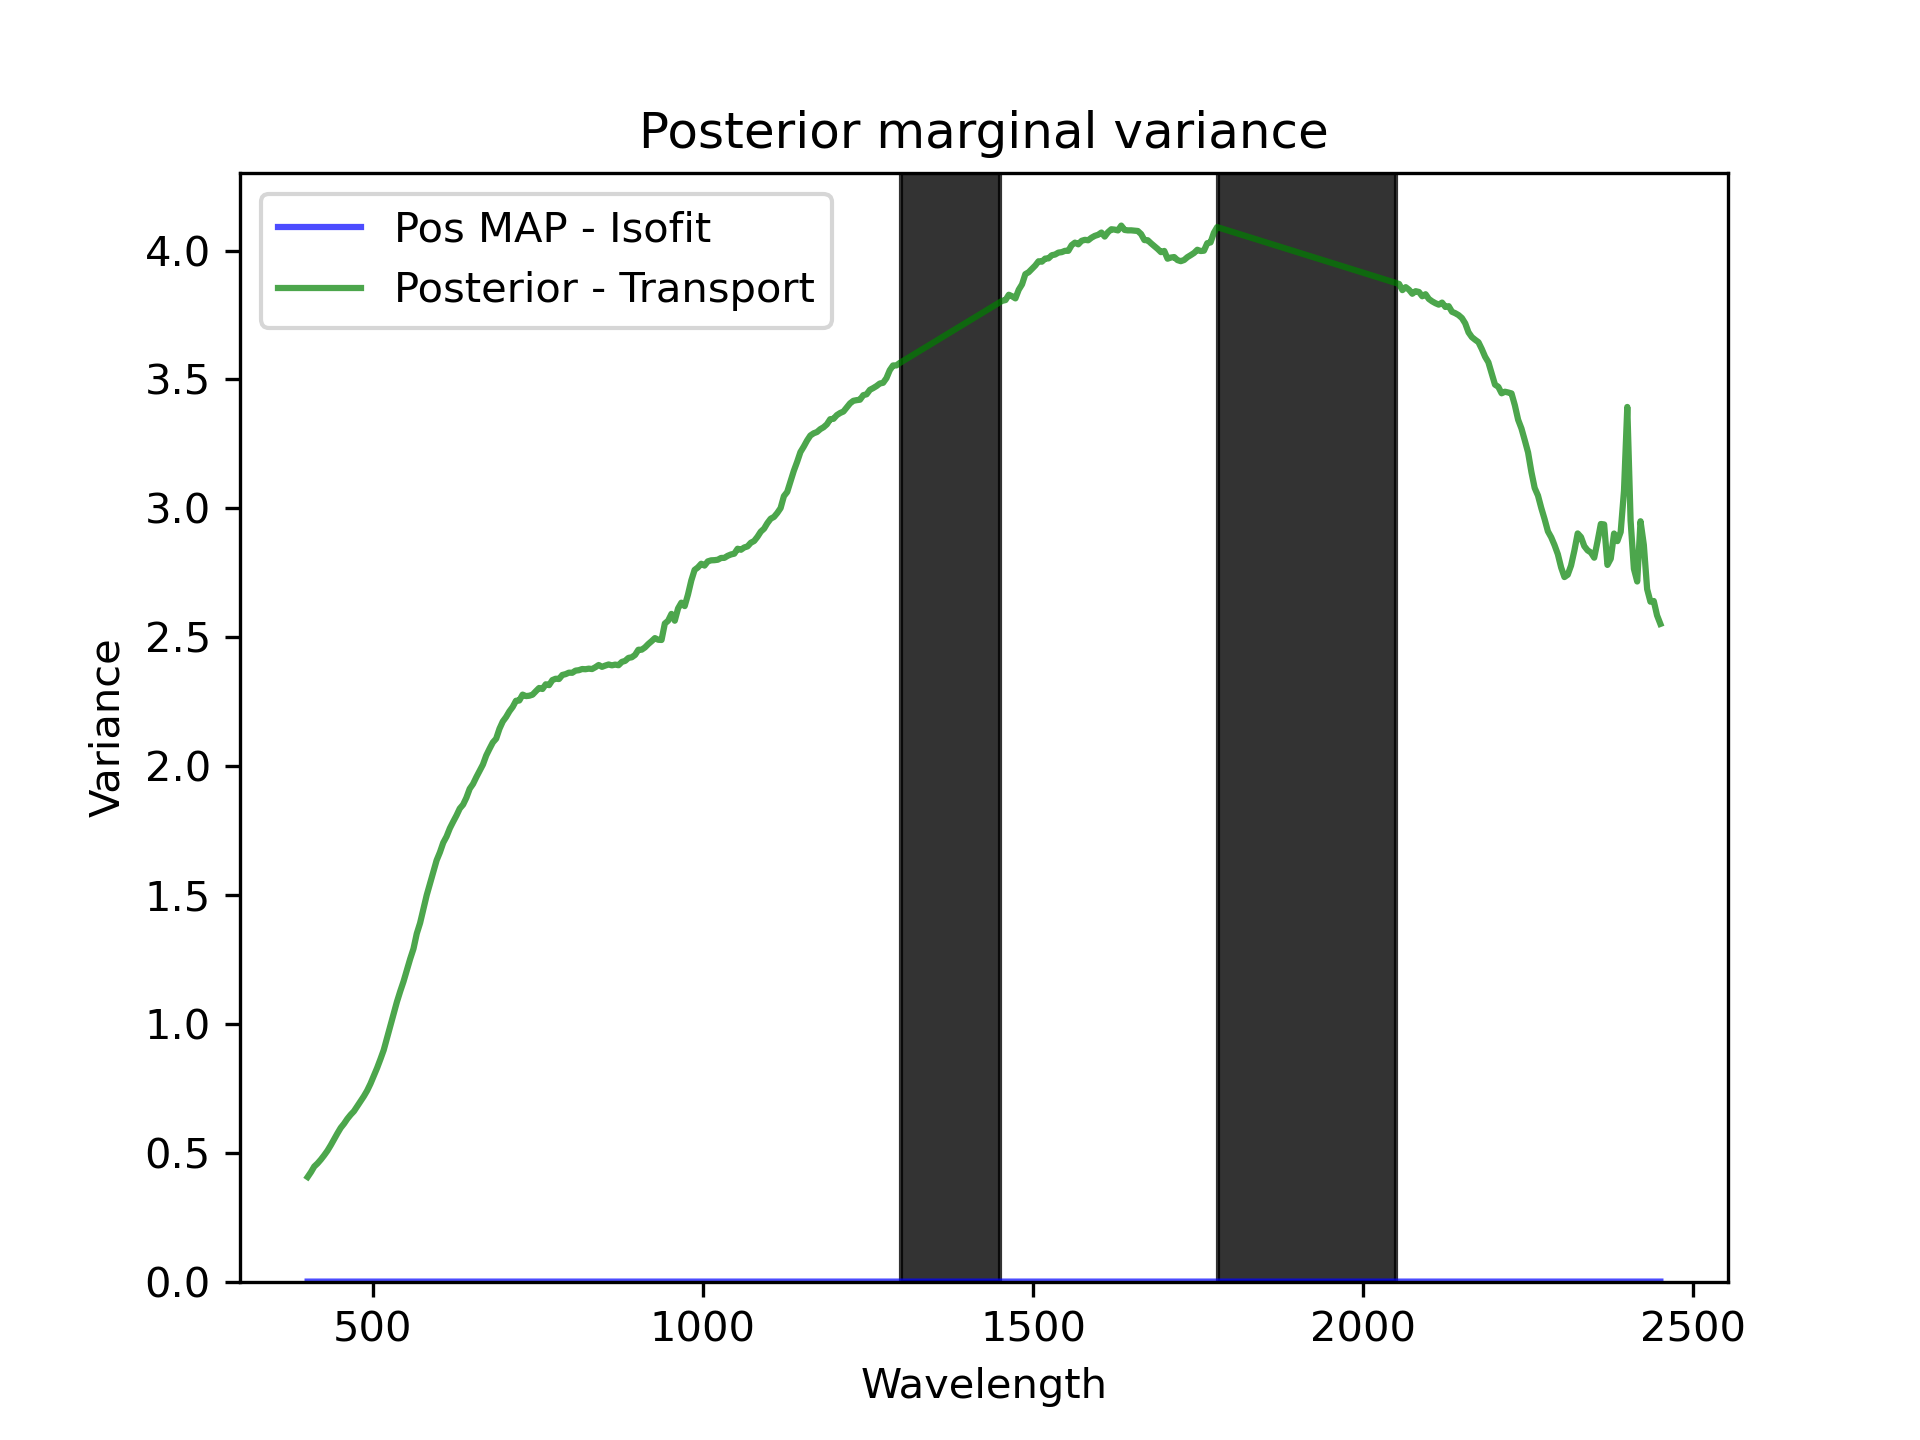 Posterior marginal variance
Pos MAP - Isofit
Posterior - Transport
4.0
3.5
3.0
2.5
2.0
1.5
1.0
0.5
0.0
Variance
500 1000 1500 2000 2500
Wavelength